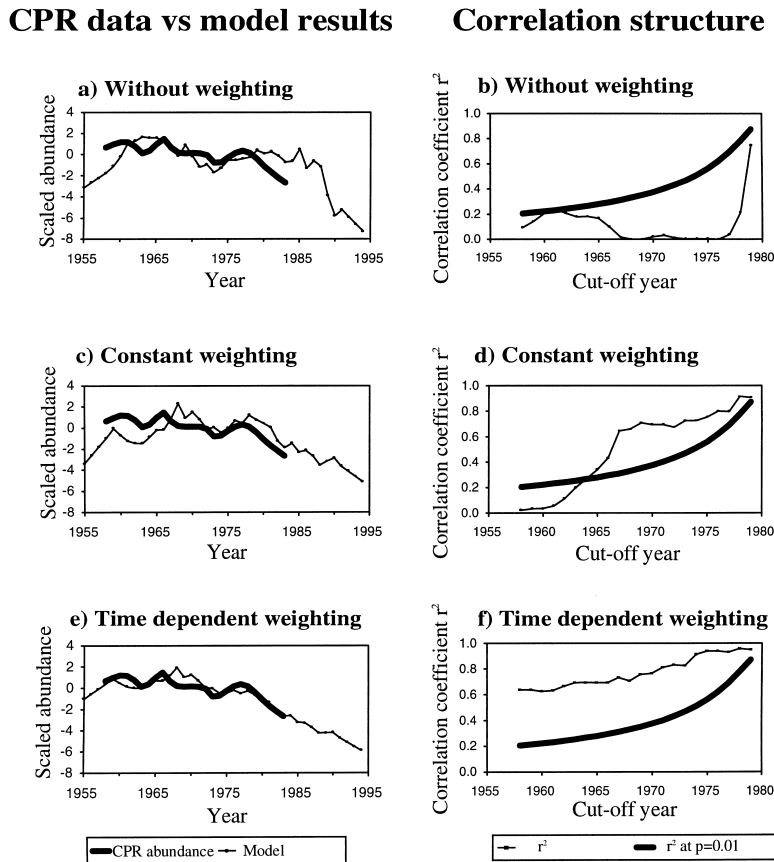 CPR data vs model results
Correlation structure
a) Without weighting
Scaled abundance
4
2
0
-2
-4
-6
-8
1955 1965 1975 1985 1995
Year
b) Without weighting
Correlation coefficient r²
1.0
0.8
0.6
0.4
0.2
0.0
1955 1960 1965 1970 1975 1980
Cut-off year
c) Constant weighting
Scaled abundance
4
2
0
-2
-4
-6
-8
1955 1965 1975 1985 1995
Year
d) Constant weighting
Correlation coefficient r²
1.0
0.8
0.6
0.4
0.2
0.0
1955 1960 1965 1970 1975 1980
Cut-off year
e) Time dependent weighting
Scaled abundance
4
2
0
-2
-4
-6
-8
1955 1965 1975 1985 1995
Year
f) Time dependent weighting
Correlation coefficient r²
1.0
0.8
0.6
0.4
0.2
0.0
1955 1960 1965 1970 1975 1980
Cut-off year
CPR abundance Model
r² r² at p=0.01